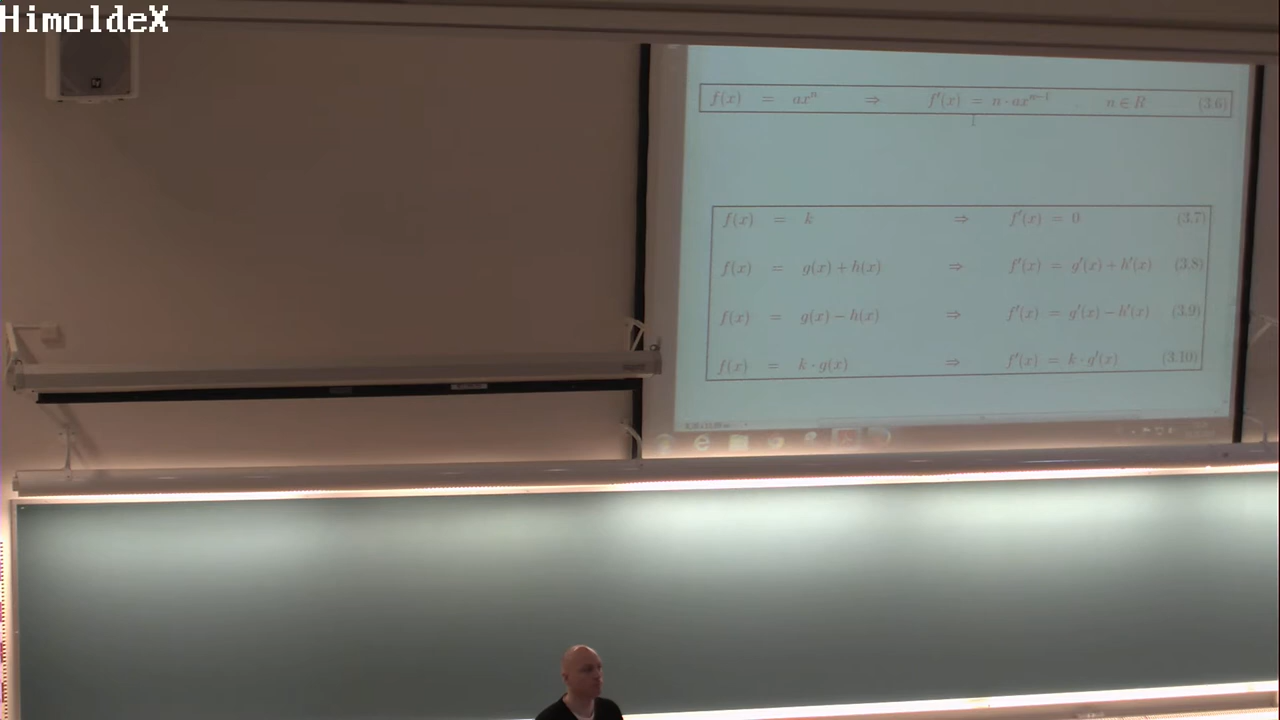 HimoldeX
f(x) = ax^n ⇒ f'(x) = n · ax^{n-1} n ∈ R (3.6)
f(x) = k ⇒ f'(x) = 0 (3.7)
f(x) = g(x) + h(x) ⇒ f'(x) = g'(x) + h'(x) (3.8)
f(x) = g(x) − h(x) ⇒ f'(x) = g'(x) − h'(x) (3.9)
f(x) = k · g(x) ⇒ f'(x) = k · g'(x) (3.10)